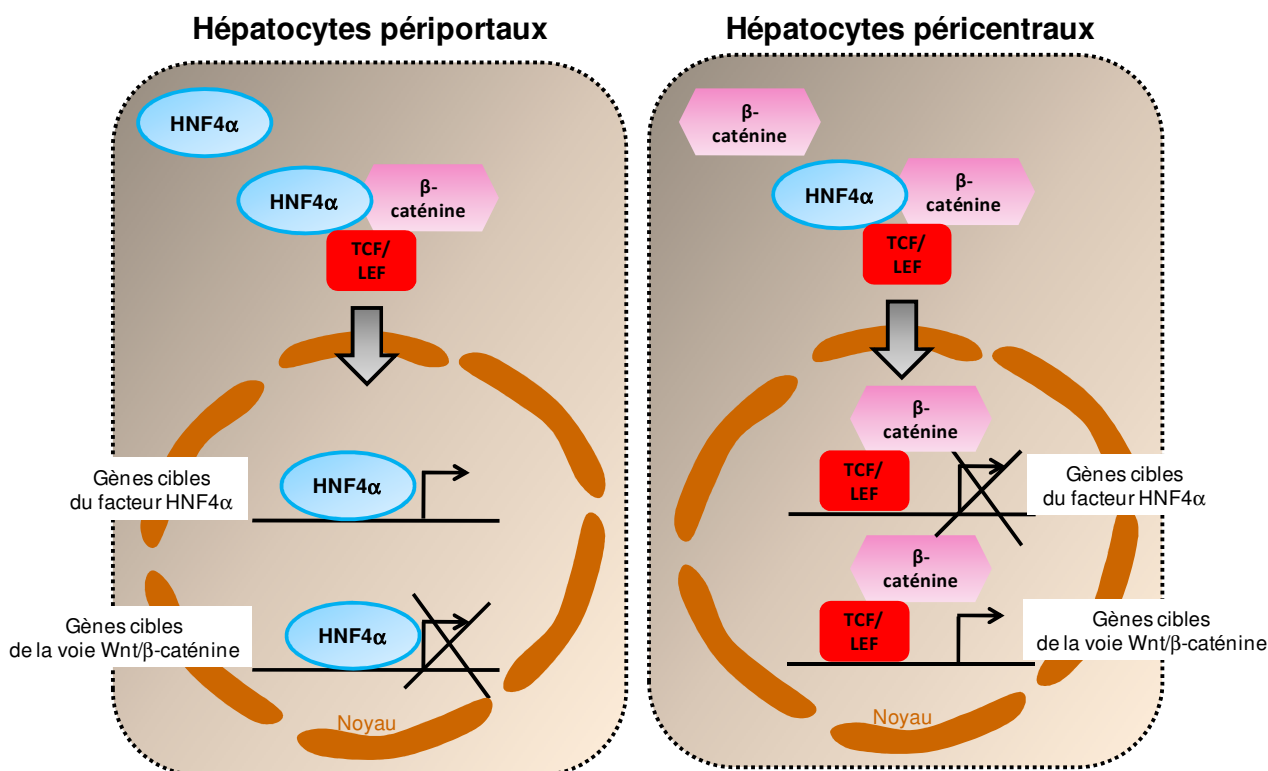 Hépatocytes périportaux
HNF4α
HNF4α
β-
caténine
TCF/
LEF
Gènes cibles
du facteur HNF4α
HNF4α
Gènes cibles
de la voie Wnt/β-caténine
HNF4α
Noyau
Hépatocytes péricentraux
β-
caténine
HNF4α
β-
caténine
TCF/
LEF
β-
caténine
TCF/
LEF
Gènes cibles
du facteur HNF4α
β-
caténine
TCF/
LEF
Gènes cibles
de la voie Wnt/β-caténine
Noyau